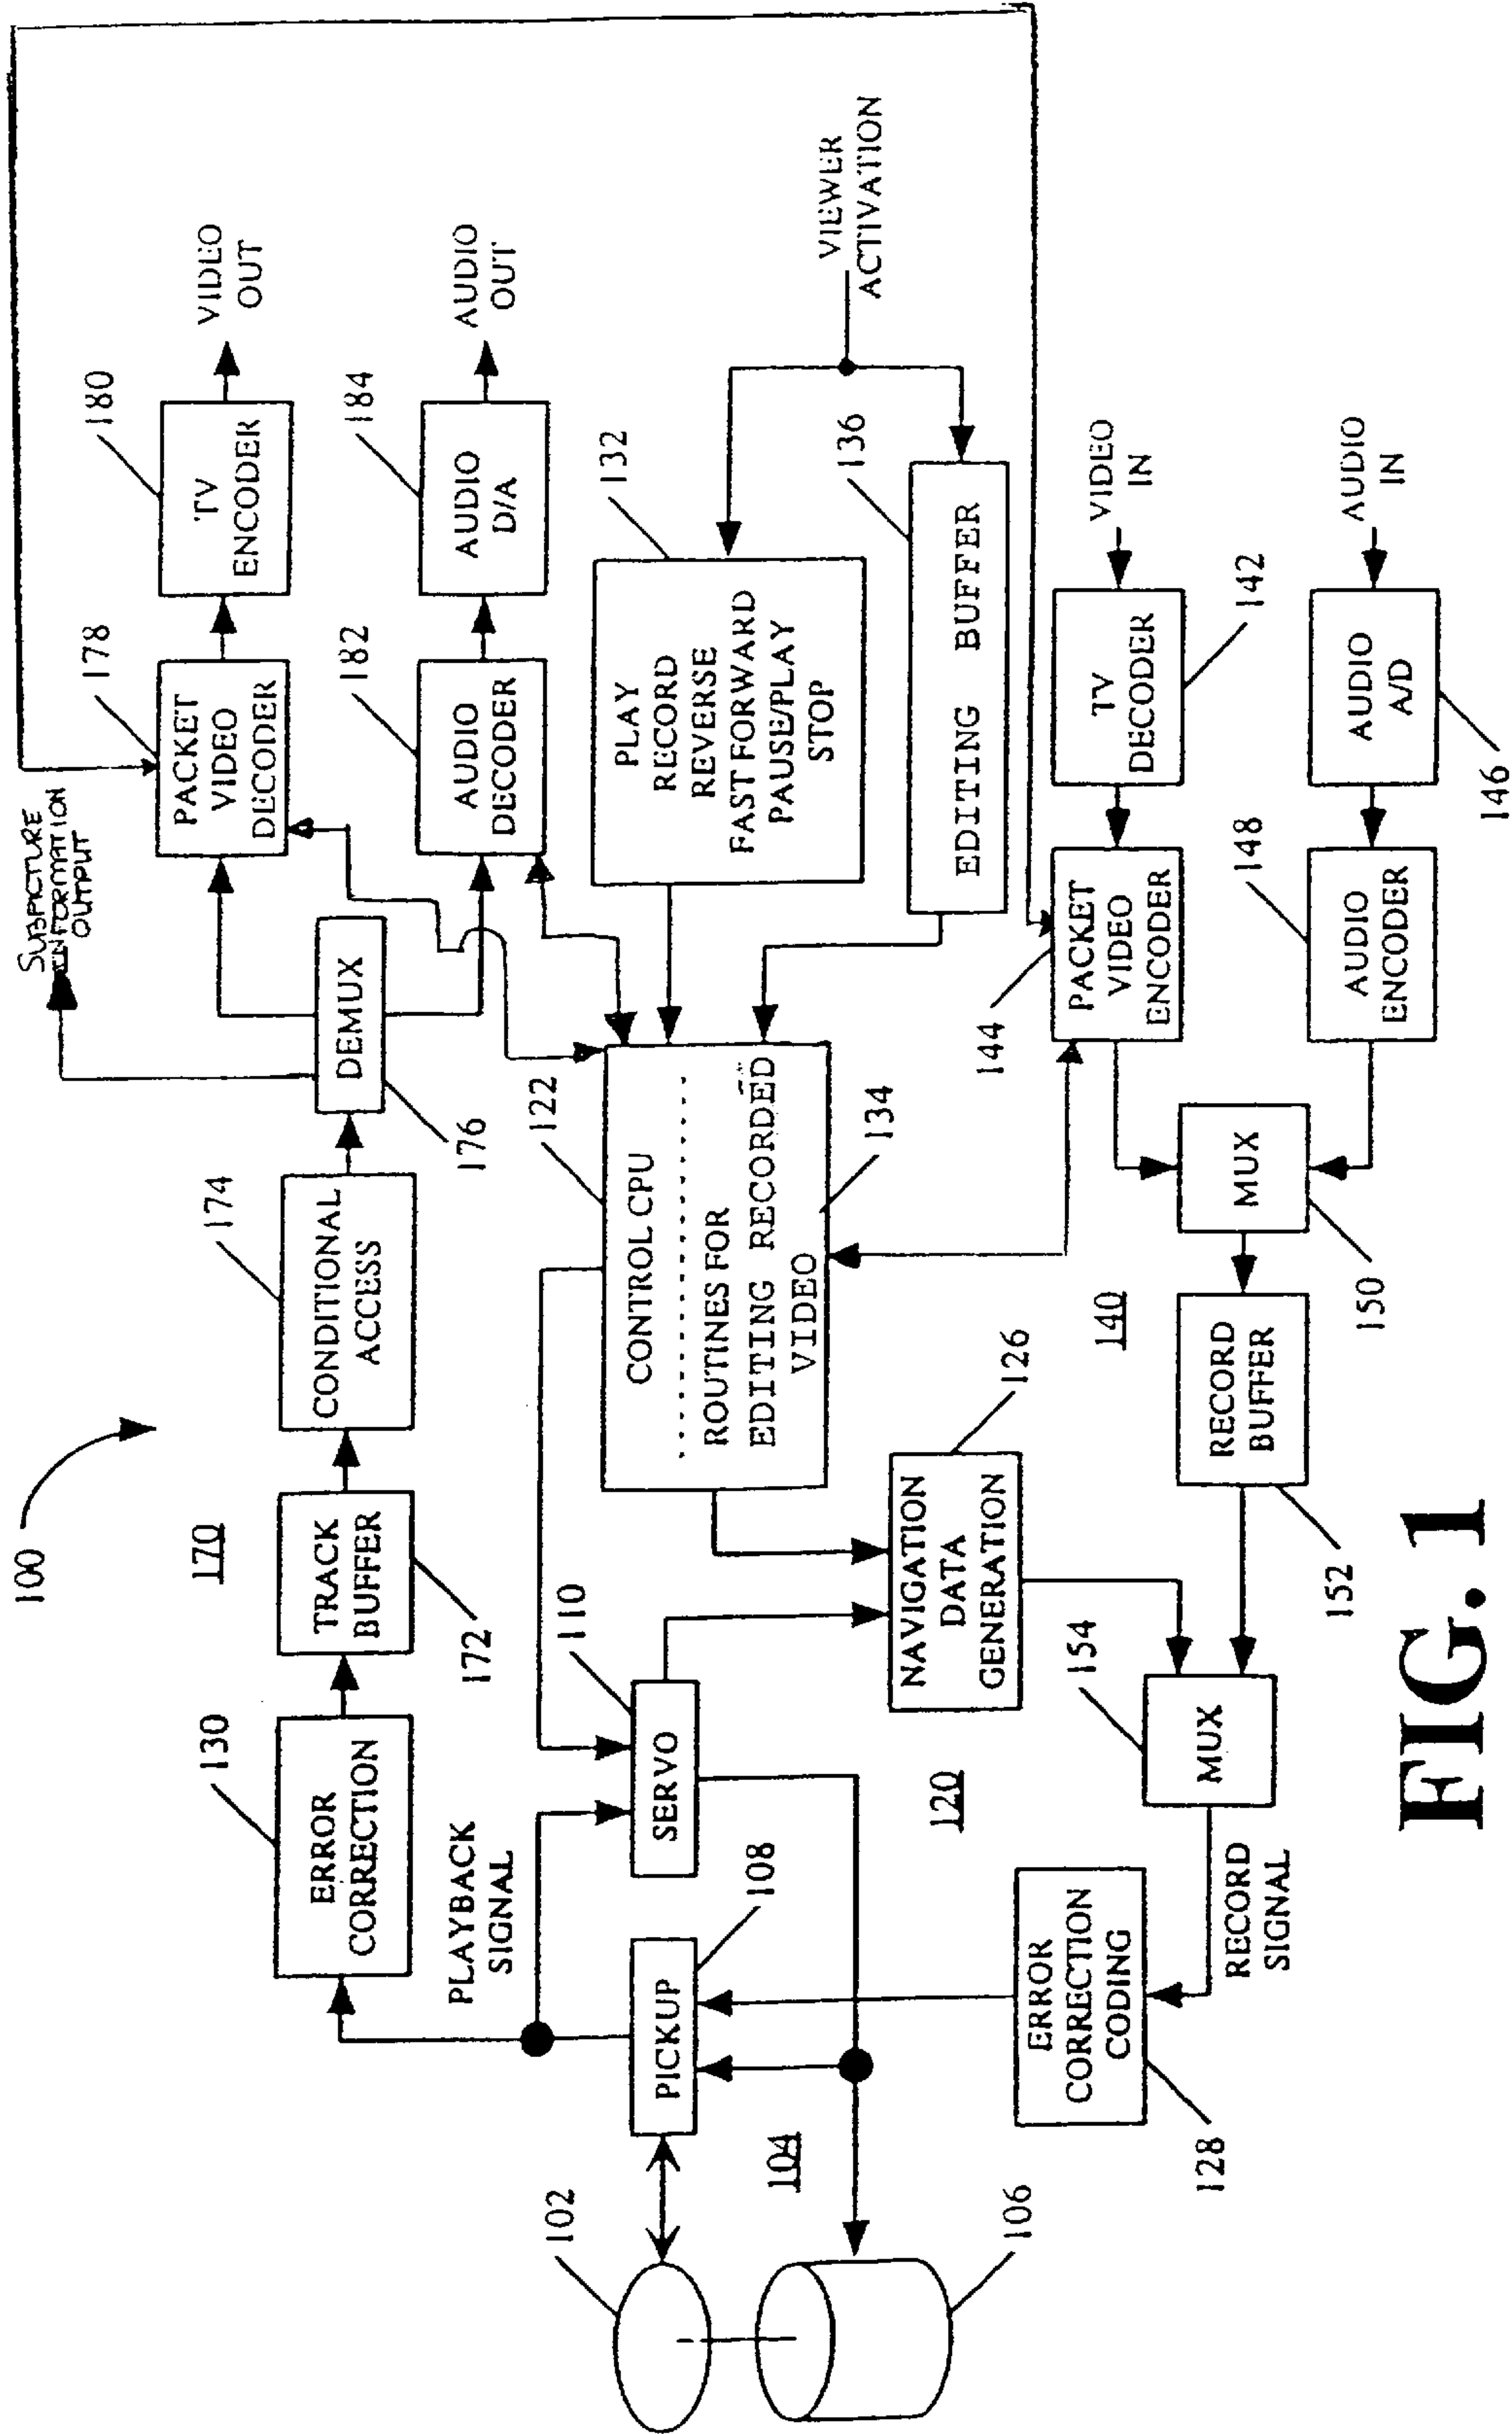 100
170
130
ERROR
CORRECTION
TRACK
BUFFER
172
174
CONDITIONAL
ACCESS
DEMUX
176
SUBPICTURE
INFORMATION
OUTPUT
178
PACKET
VIDEO
DECODER
180
TV
ENCODER
VIDEO
OUT
182
AUDIO
DECODER
184
AUDIO
D/A
AUDIO
OUT
PLAYBACK
SIGNAL
102
106
104
PICKUP
108
SERVO
110
120
122
CONTROL CPU
ROUTINES FOR
EDITING RECORDED
VIDEO
134
132
PLAY
RECORD
REVERSE
FAST FORWARD
PAUSE/PLAY
STOP
136
EDITING BUFFER
VIEWER
ACTIVATION
NAVIGATION
DATA
GENERATION
126
140
128
ERROR
CORRECTION
CODING
RECORD
SIGNAL
154
MUX
RECORD
BUFFER
152
MUX
150
144
PACKET
VIDEO
ENCODER
TV
DECODER
142
VIDEO
IN
148
AUDIO
ENCODER
AUDIO
A/D
146
AUDIO
IN
FIG. 1